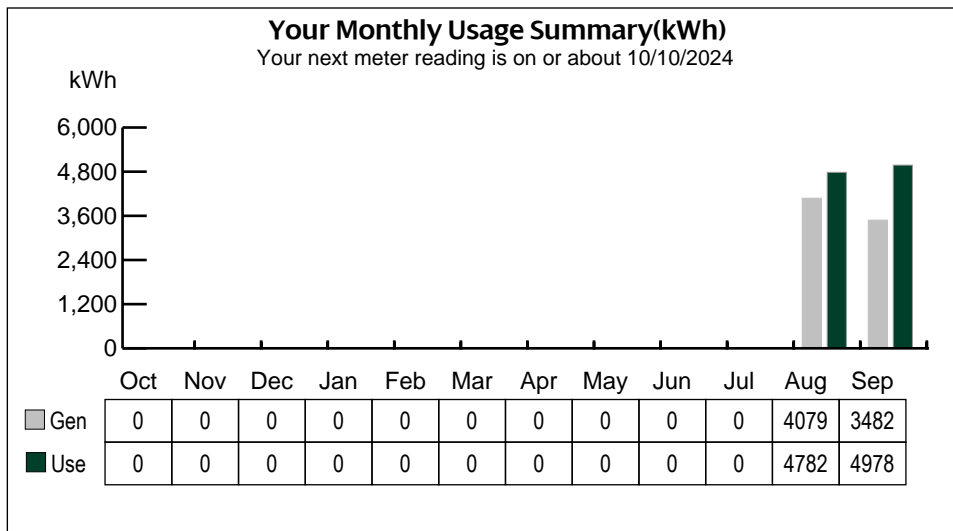 Your Monthly Usage Summary(kWh)
Your next meter reading is on or about 10/10/2024
kWh
6,000
4,800
3,600
2,400
1,200
0
Oct Nov Dec Jan Feb Mar Apr May Jun Jul Aug Sep
Gen 0 0 0 0 0 0 0 0 0 0 4079 3482
Use 0 0 0 0 0 0 0 0 0 0 4782 4978